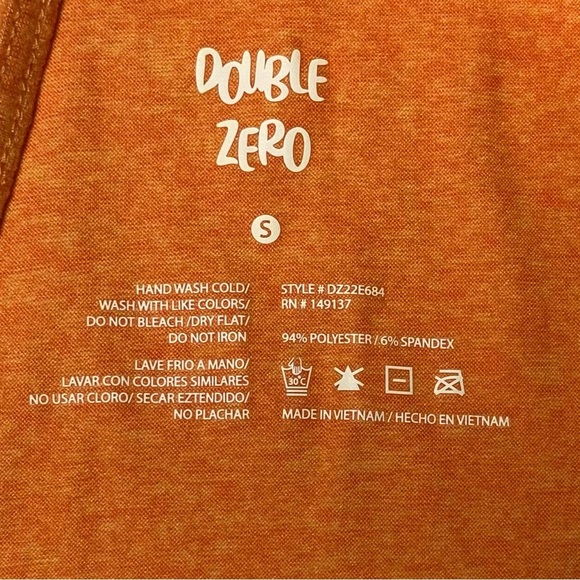 DOUBLE
ZERO
S
HAND WASH COLD/
WASH WITH LIKE COLORS/
DO NOT BLEACH /DRY FLAT/
DO NOT IRON
LAVE FRIO A MANO/
LAVAR CON COLORES SIMILARES
NO USAR CLORO/ SECAR EZTENDIDO/
NO PLACHAR
STYLE # DZ22E684
RN # 149137
94% POLYESTER / 6% SPANDEX
30°C
MADE IN VIETNAM / HECHO EN VIETNAM